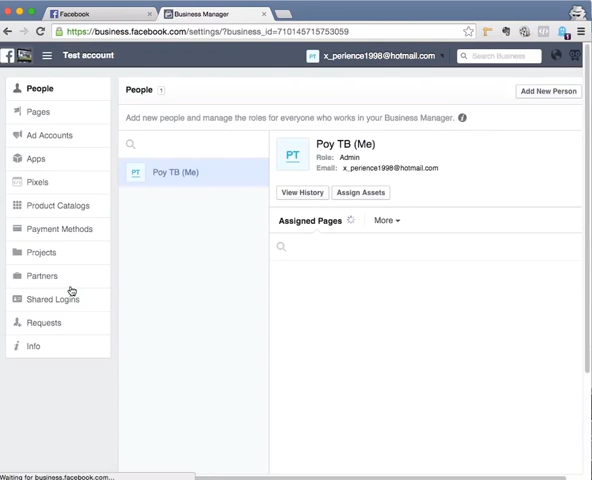 Facebook
Business Manager
https://business.facebook.com/settings/?business_id=710145715753059
Test account
x_perience1998@hotmail.com
Search Business
People
Pages
Ad Accounts
Apps
Pixels
Product Catalogs
Payment Methods
Projects
Partners
Shared Logins
Requests
Info
People 1
Add New Person
Add new people and manage the roles for everyone who works in your Business Manager.
PT
Poy TB (Me)
PT
Poy TB (Me)
Role: Admin
Email: x_perience1998@hotmail.com
View History
Assign Assets
Assigned Pages
More
Waiting for business.facebook.com...